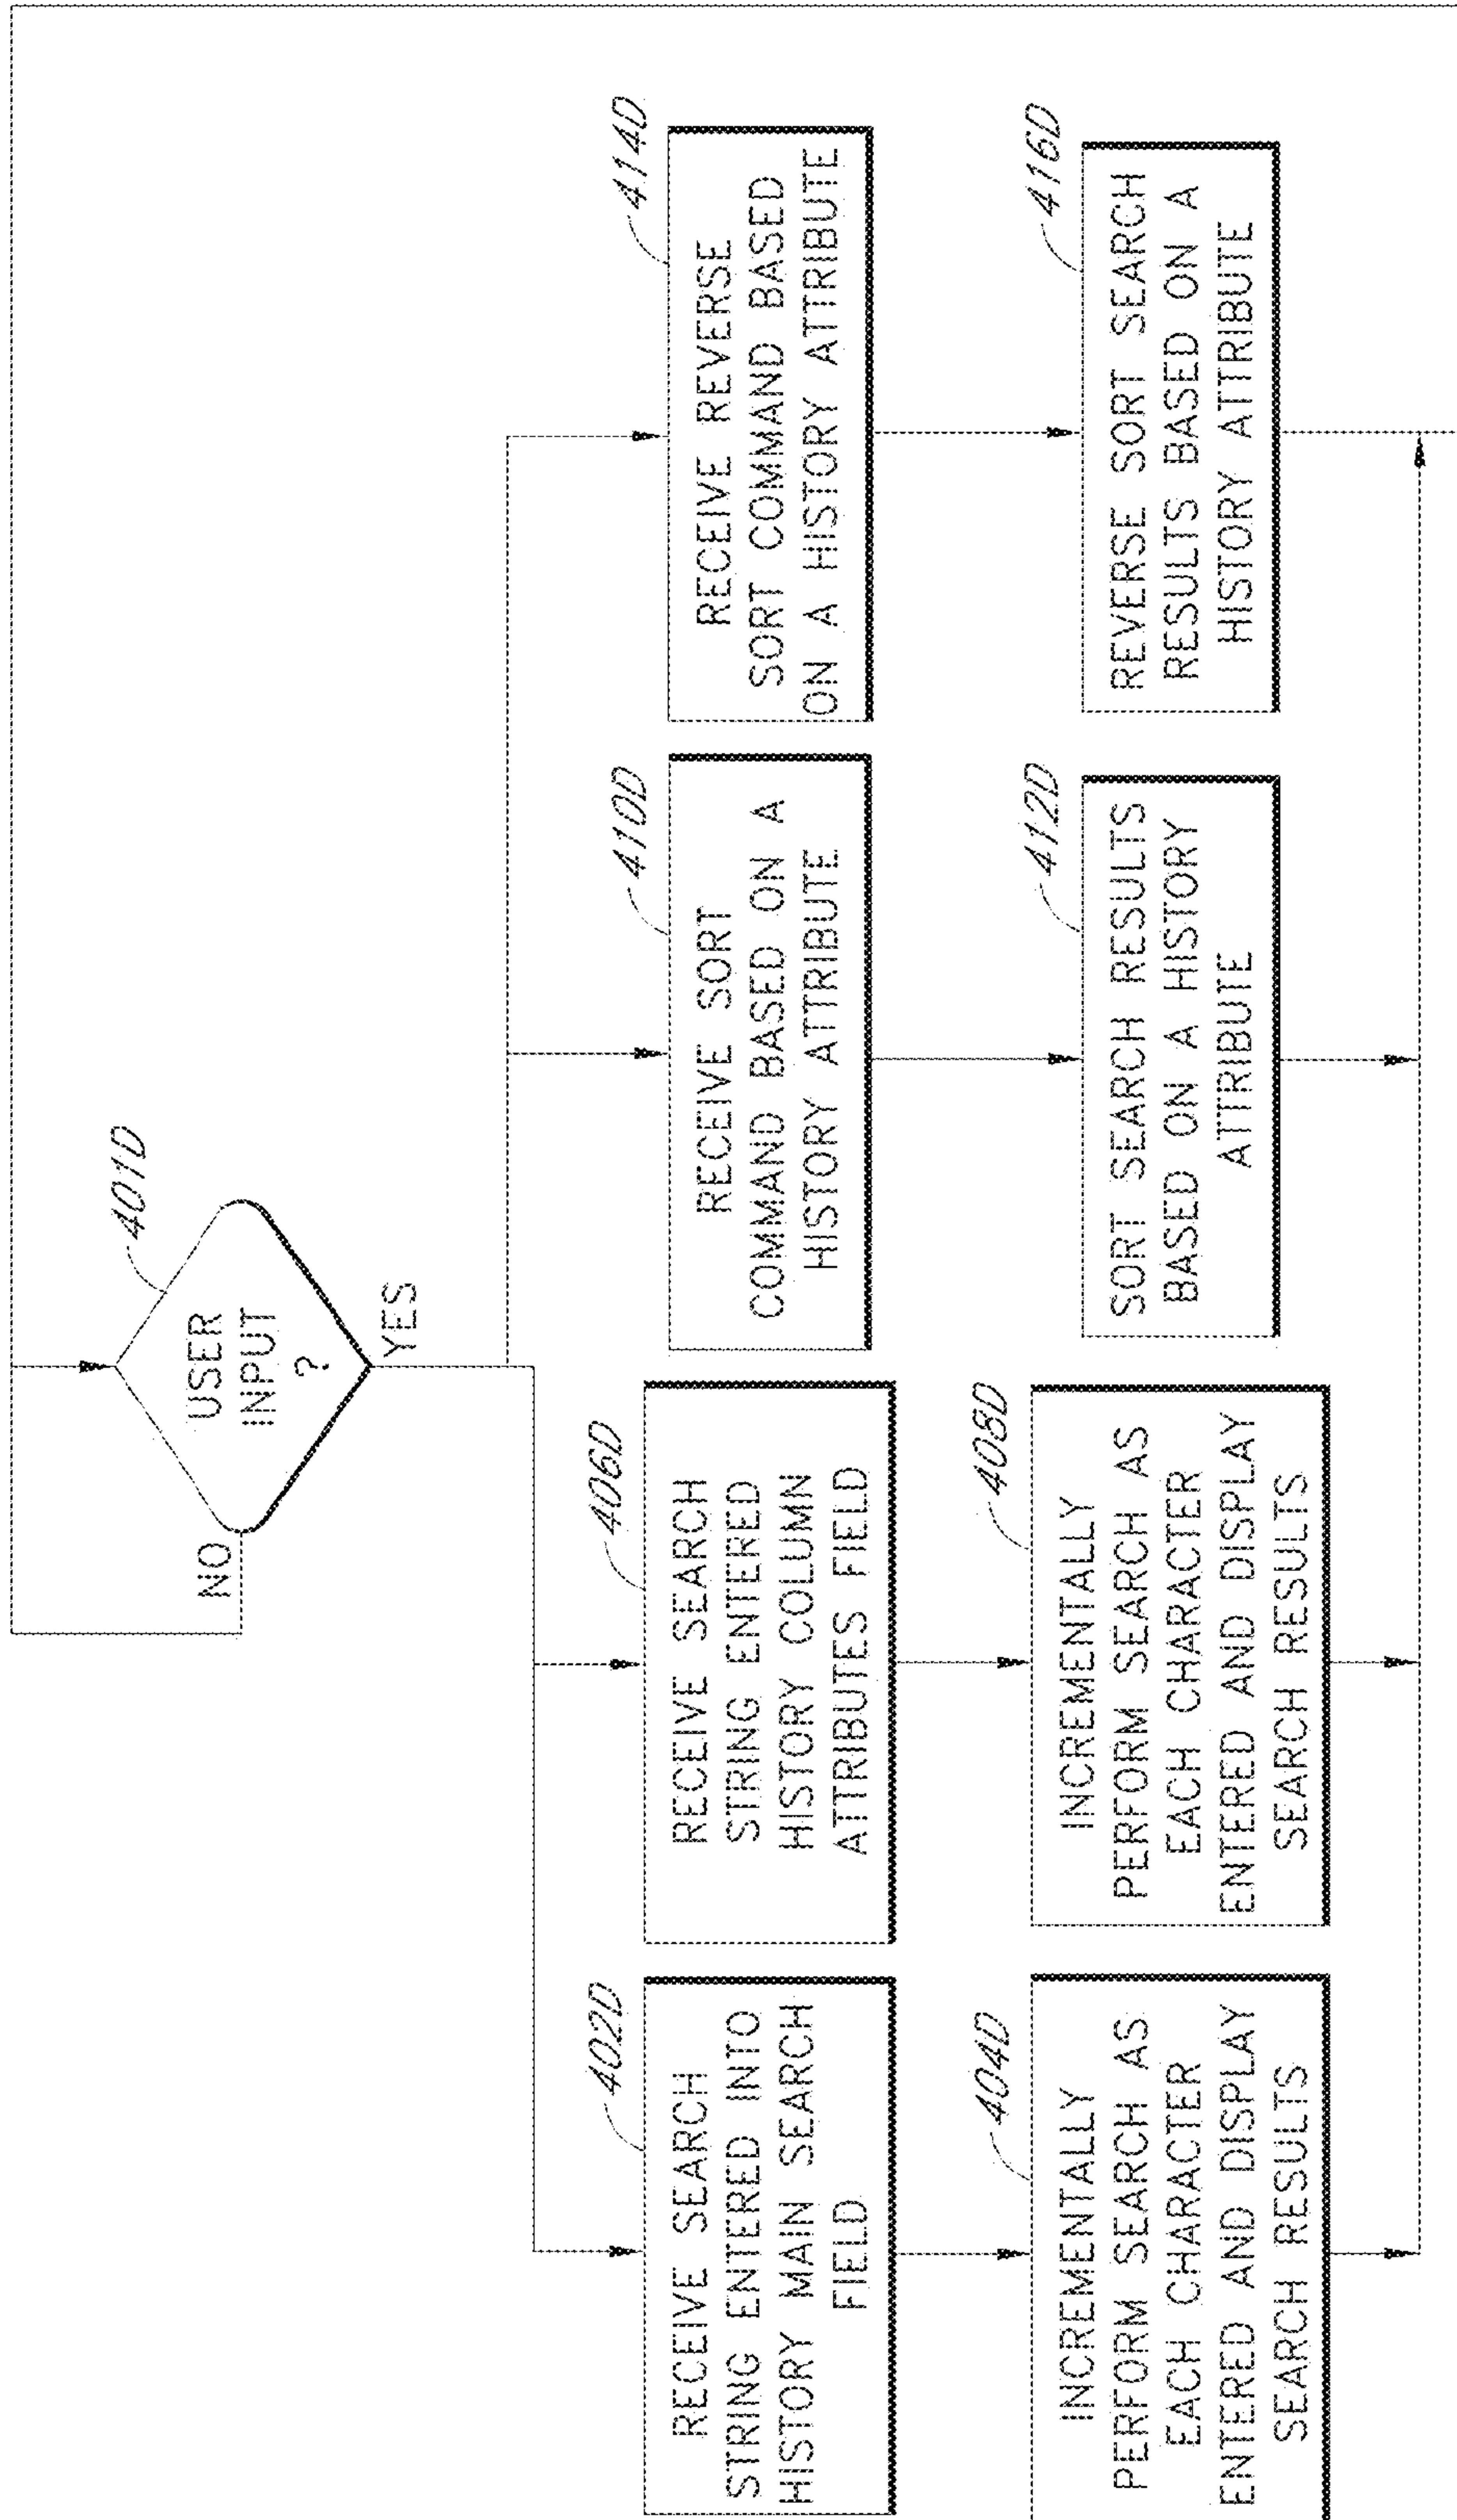 401D
USER
INPUT
?
NO
YES
402D
RECEIVE SEARCH
STRING ENTERED INTO
HISTORY MAIN SEARCH
FIELD
406D
RECEIVE SEARCH
STRING ENTERED
HISTORY COLUMN
ATTRIBUTES FIELD
410D
RECEIVE SORT
COMMAND BASED ON A
HISTORY ATTRIBUTE
414D
RECEIVE REVERSE
SORT COMMAND BASED
ON A HISTORY ATTRIBUTE
404D
INCREMENTALLY
PERFORM SEARCH AS
EACH CHARACTER
ENTERED AND DISPLAY
SEARCH RESULTS
408D
INCREMENTALLY
PERFORM SEARCH AS
EACH CHARACTER
ENTERED AND DISPLAY
SEARCH RESULTS
412D
SORT SEARCH RESULTS
BASED ON A HISTORY
ATTRIBUTE
416D
REVERSE SORT SEARCH
RESULTS BASED ON A
HISTORY ATTRIBUTE